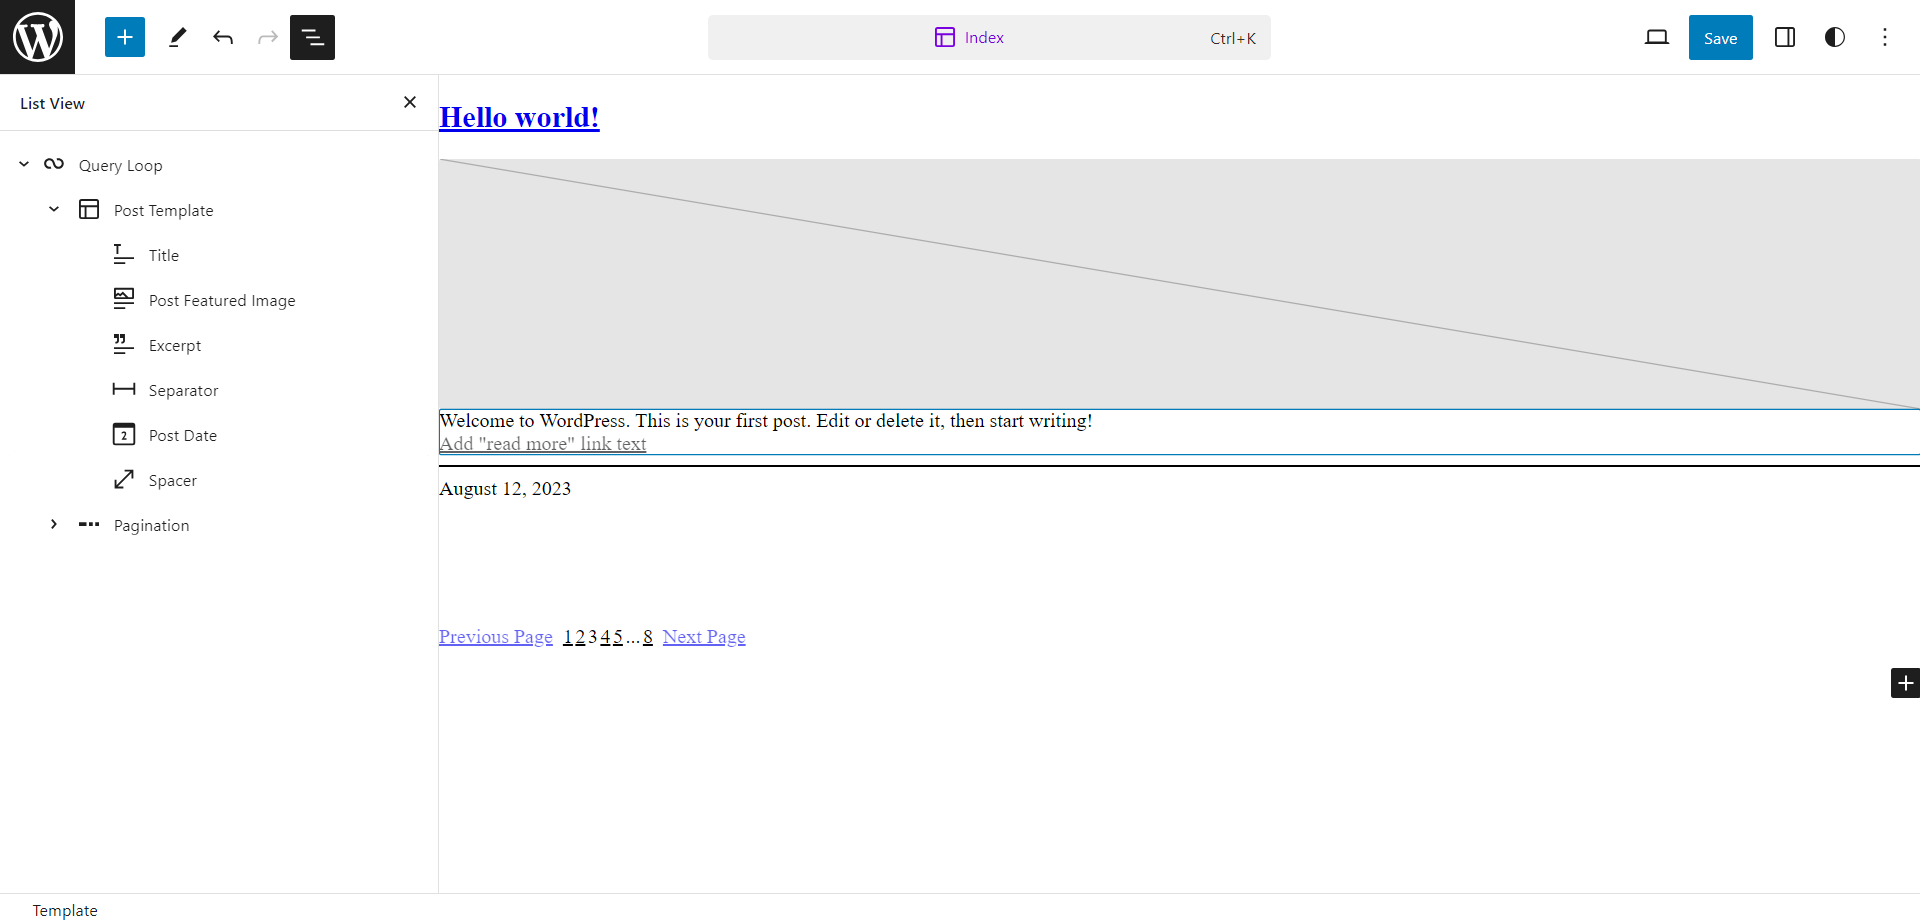 Index
Ctrl+K
Save
List View
Query Loop
Post Template
Title
Post Featured Image
Excerpt
Separator
2
Post Date
Spacer
Pagination
Hello world!
Welcome to WordPress. This is your first post. Edit or delete it, then start writing!
Add "read more" link text
August 12, 2023
Previous Page 1 2 3 4 5 ... 8 Next Page
Template